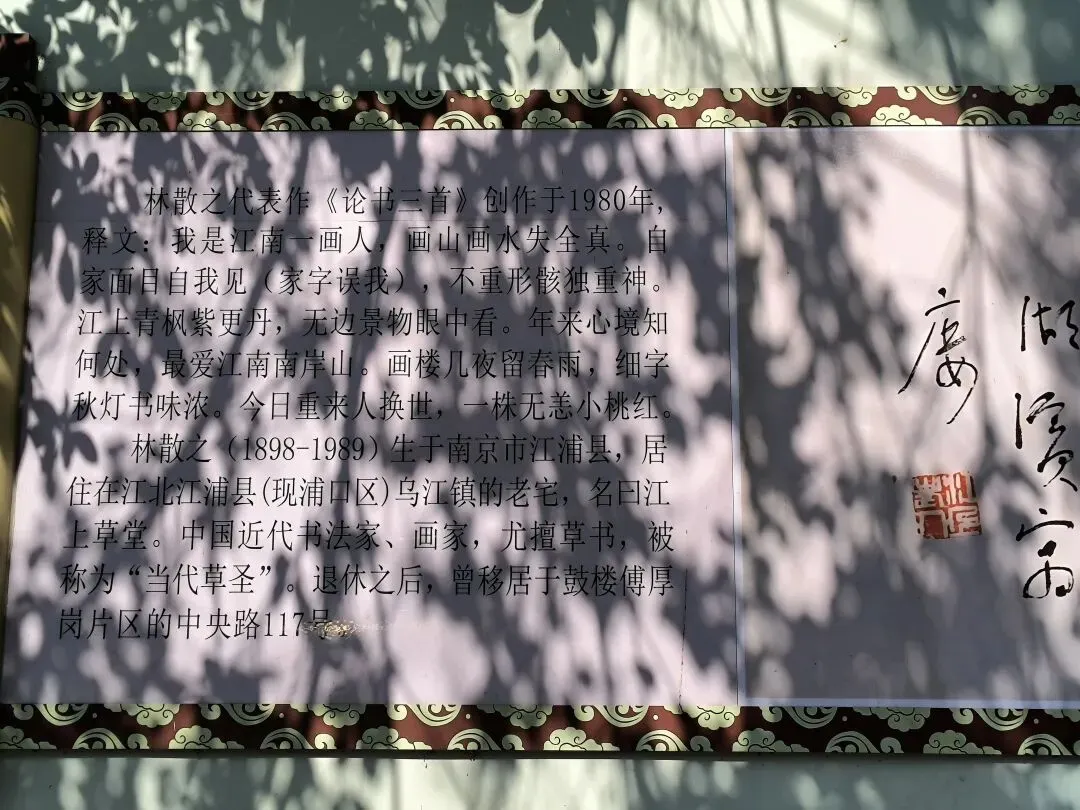 林散之代表作《论书三首》创作于1980年,
释文：我是江南一画人，画山画水失全真。自
家面目自我见（家字误我），不重形骸独重神。
江上青枫紫更丹，无边景物眼中看。年来心境知
何处，最爱江南南岸山。画楼几夜留春雨，细字
秋灯书味浓。今日重来人换世，一株无恙小桃红。
林散之（1898-1989）生于南京市江浦县，居
住在江北江浦县(现浦口区)乌江镇的老宅，名曰江
上草堂。中国近代书法家、画家，尤擅草书，被
称为“当代草圣”。退休之后，曾移居于鼓楼傅厚
岗片区的中央路117号
湖滨寓